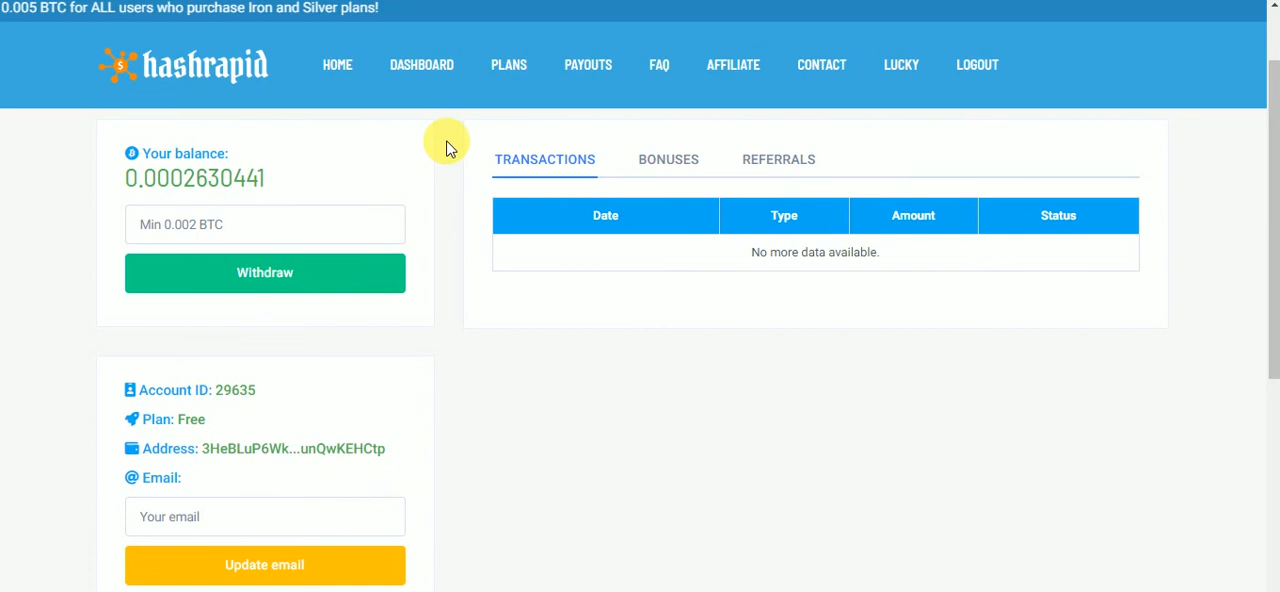 0.005 BTC for ALL users who purchase Iron and Silver plans!
hashrapid HOME DASHBOARD PLANS PAYOUTS FAQ AFFILIATE CONTACT LUCKY LOGOUT
Your balance:
0.0002630441
Min 0.002 BTC
Withdraw
TRANSACTIONS BONUSES REFERRALS
Date Type Amount Status
No more data available.
Account ID: 29635
Plan: Free
Address: 3HeBLuP6Wk...unQwKEHCtp
Email:
Your email
Update email